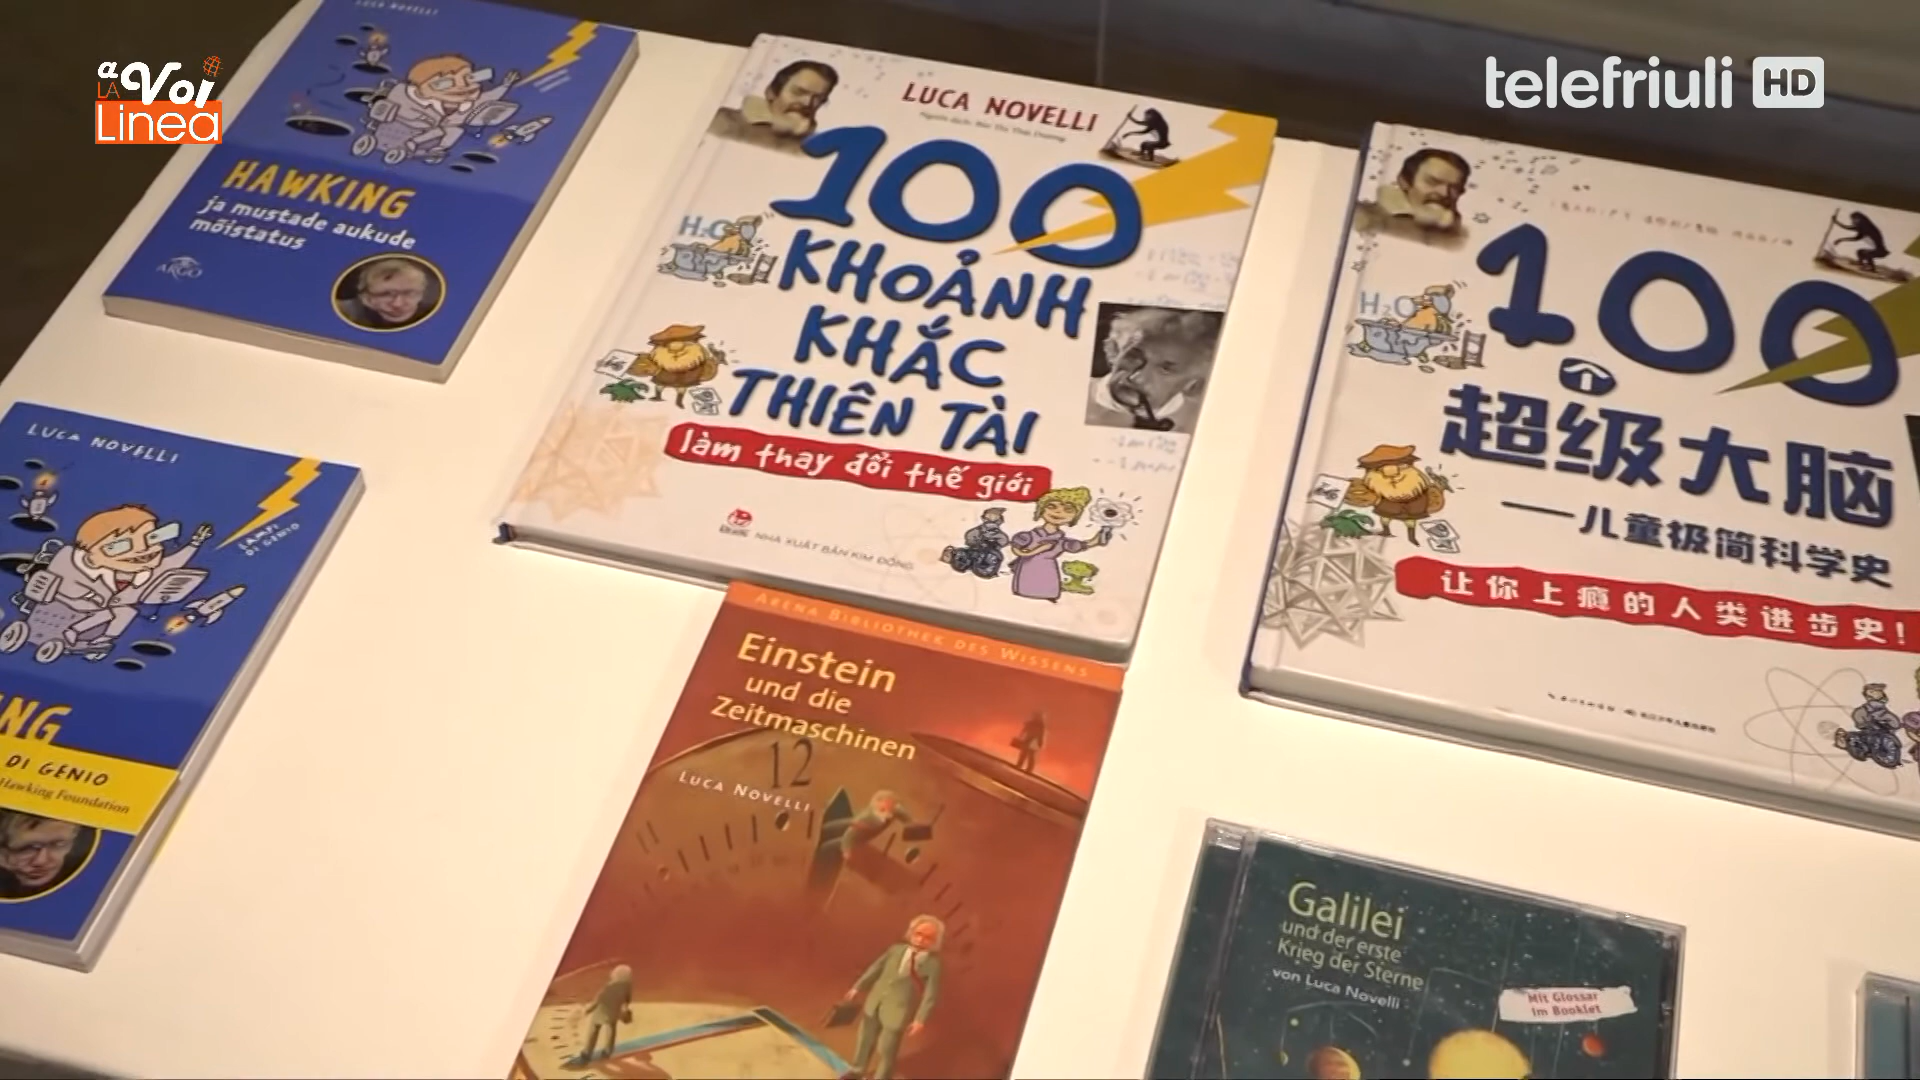 a Voi
LA
Linea
telefriuli HD
LUCA NOVELLI
HAWKING
ja mustade aukude
mõistatus
ARGO
LUCA NOVELLI
LAMPI
DI GENIO
NG
DI GENIO
Hawking Foundation
LUCA NOVELLI
100
KHOẢNH
KHẮC
THIÊN TÀI
làm thay đổi thế giới
H₂O
NHÀ XUẤT BẢN KIM ĐỒNG
100
个
超级大脑
——儿童极简科学史
让你上瘾的人类进步史!
H₂O
ARENA BIBLIOTHEK DES WISSENS
Einstein
und die
Zeitmaschinen
12
LUCA NOVELLI
Galilei
und der erste
Krieg der Sterne
von Luca Novelli
Mit Glossar
im Booklet